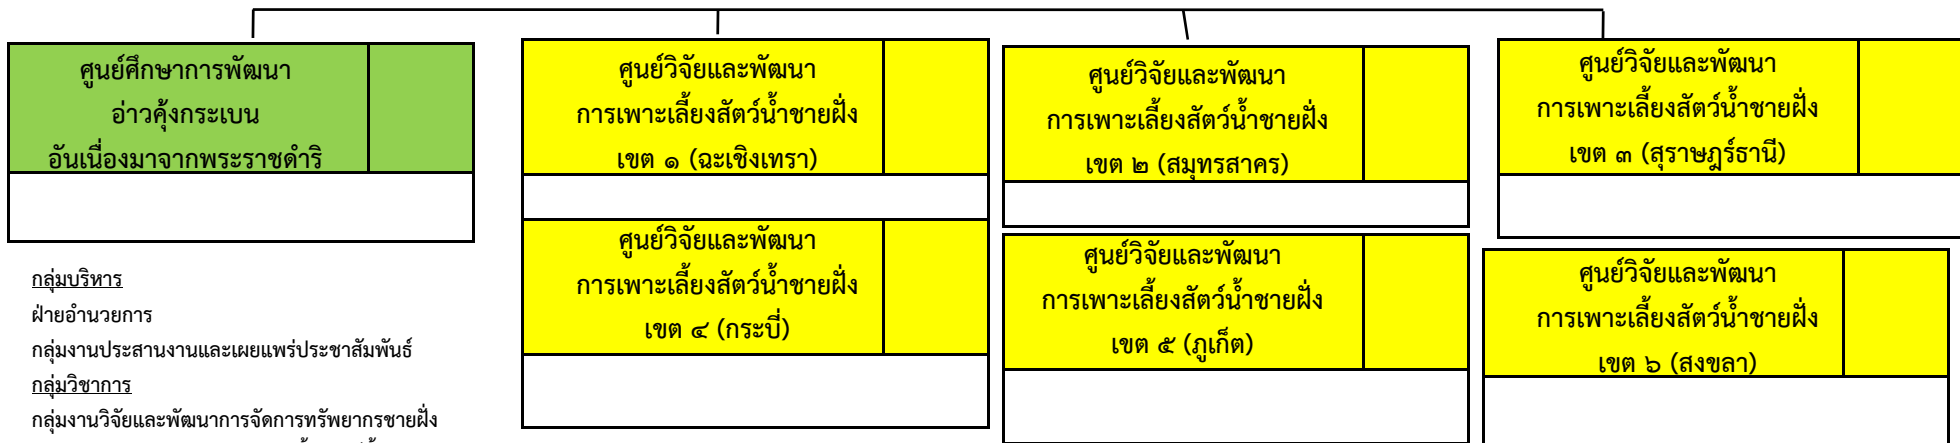 ศูนย์ศึกษาการพัฒนา
อ่าวคุ้งกระเบน
อันเนื่องมาจากพระราชดำริ
ศูนย์วิจัยและพัฒนา
การเพาะเลี้ยงสัตว์น้ำชายฝั่ง
เขต ๑ (ฉะเชิงเทรา)
ศูนย์วิจัยและพัฒนา
การเพาะเลี้ยงสัตว์น้ำชายฝั่ง
เขต ๒ (สมุทรสาคร)
ศูนย์วิจัยและพัฒนา
การเพาะเลี้ยงสัตว์น้ำชายฝั่ง
เขต ๓ (สุราษฎร์ธานี)
ศูนย์วิจัยและพัฒนา
การเพาะเลี้ยงสัตว์น้ำชายฝั่ง
เขต ๔ (กระบี่)
ศูนย์วิจัยและพัฒนา
การเพาะเลี้ยงสัตว์น้ำชายฝั่ง
เขต ๕ (ภูเก็ต)
ศูนย์วิจัยและพัฒนา
การเพาะเลี้ยงสัตว์น้ำชายฝั่ง
เขต ๖ (สงขลา)
กลุ่มบริหาร
ฝ่ายอำนวยการ
กลุ่มงานประสานงานและเผยแพร่ประชาสัมพันธ์
กลุ่มวิชาการ
กลุ่มงานวิจัยและพัฒนาการจัดการทรัพยากรชายฝั่ง